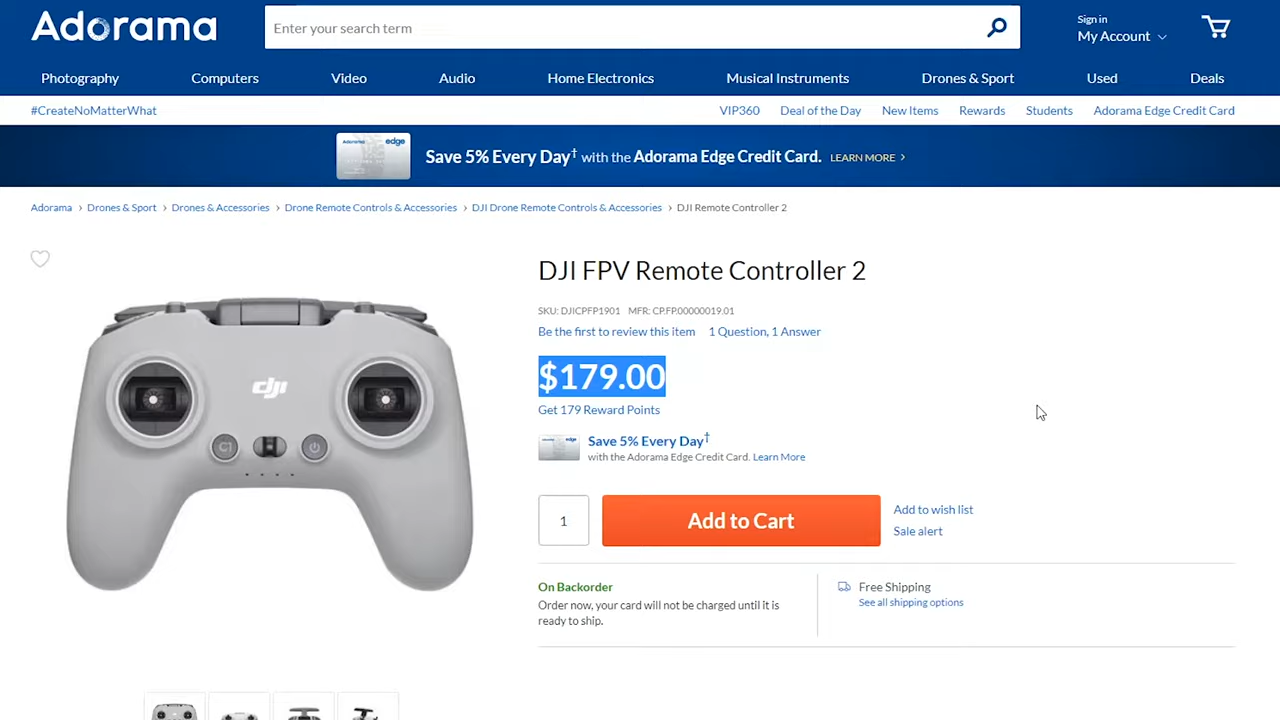 Adorama
Enter your search term
Sign in
My Account
Photography
Computers
Video
Audio
Home Electronics
Musical Instruments
Drones & Sport
Used
Deals
#CreateNoMatterWhat
VIP360
Deal of the Day
New Items
Rewards
Students
Adorama Edge Credit Card
Adorama edge
Save 5% Every Day† with the Adorama Edge Credit Card. LEARN MORE >
Adorama > Drones & Sport > Drones & Accessories > Drone Remote Controls & Accessories > DJI Drone Remote Controls & Accessories > DJI Remote Controller 2
DJI FPV Remote Controller 2
SKU: DJICPFP1901 MFR: CP.FP.00000019.01
Be the first to review this item
1 Question, 1 Answer
$179.00
Get 179 Reward Points
Save 5% Every Day†
with the Adorama Edge Credit Card. Learn More
dji
C1
1
Add to Cart
Add to wish list
Sale alert
On Backorder
Order now, your card will not be charged until it is
ready to ship.
Free Shipping
See all shipping options